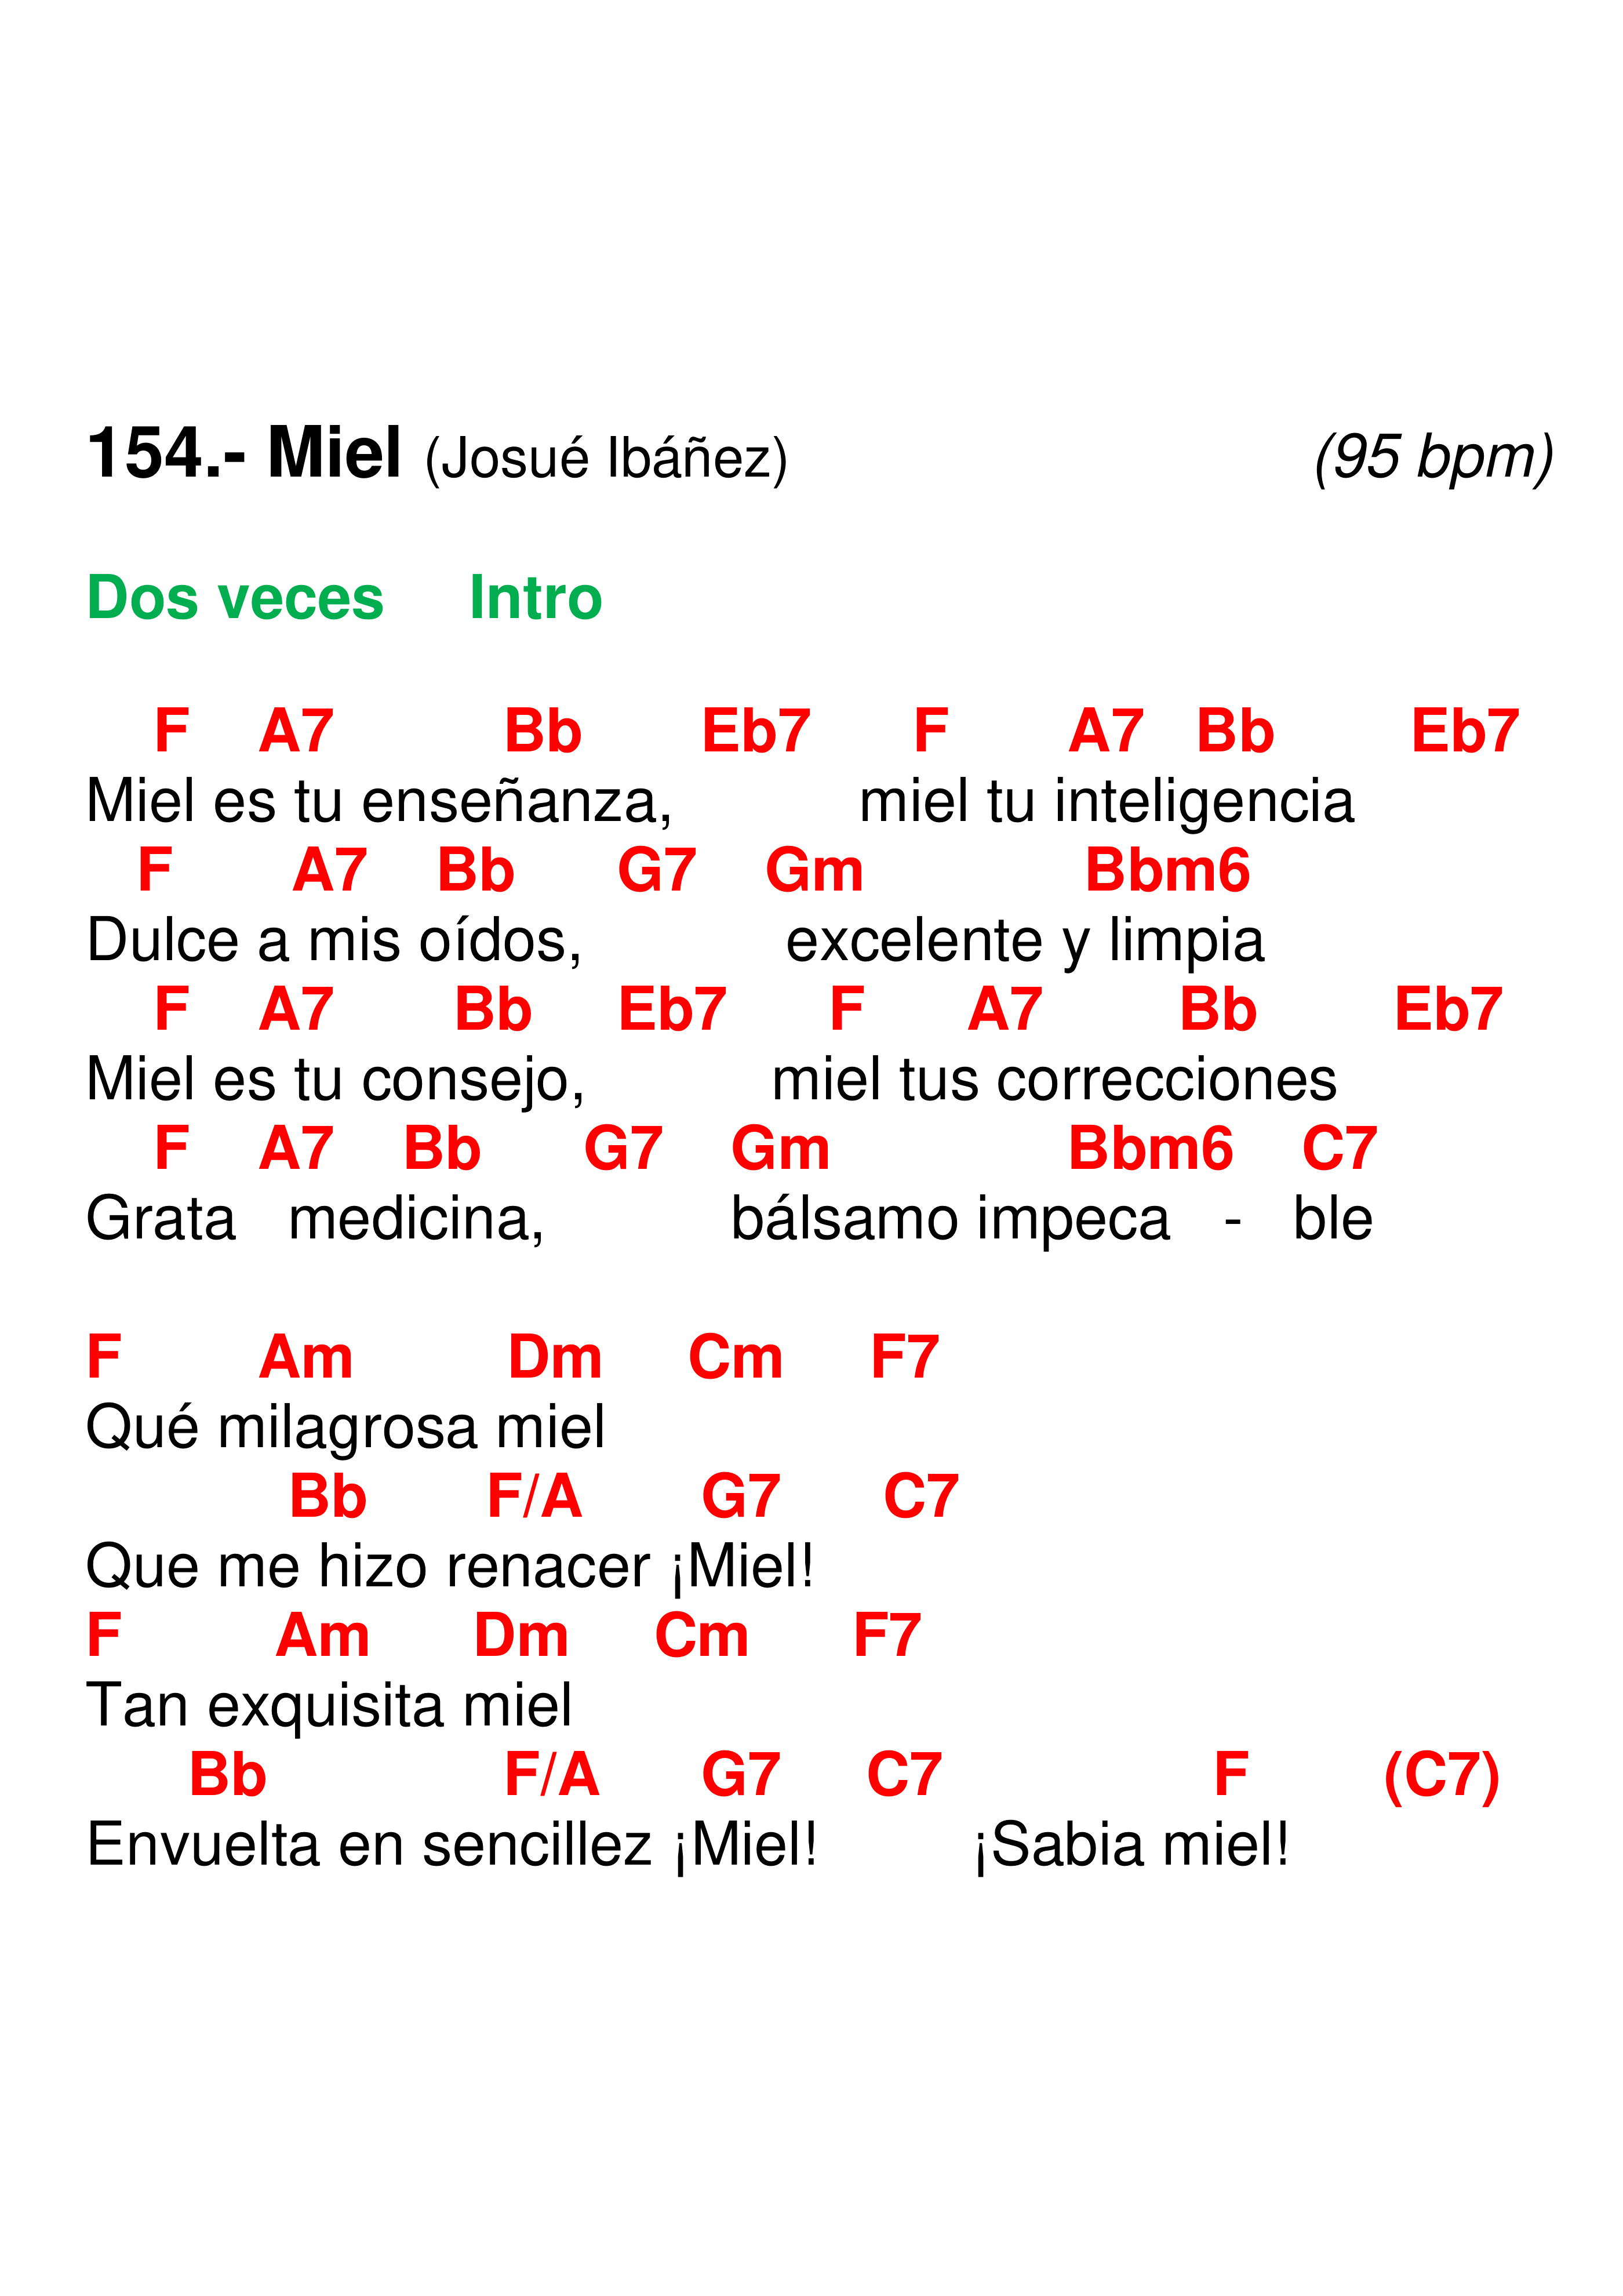 154.- Miel (Josué Ibáñez) (95 bpm)
Dos veces Intro
F A7 Bb Eb7 F A7 Bb Eb7
Miel es tu enseñanza, miel tu inteligencia
F A7 Bb G7 Gm Bbm6
Dulce a mis oídos, excelente y limpia
F A7 Bb Eb7 F A7 Bb Eb7
Miel es tu consejo, miel tus correcciones
F A7 Bb G7 Gm Bbm6 C7
Grata medicina, bálsamo impeca - ble
F Am Dm Cm F7
Qué milagrosa miel
Bb F/A G7 C7
Que me hizo renacer ¡Miel!
F Am Dm Cm F7
Tan exquisita miel
Bb F/A G7 C7 F (C7)
Envuelta en sencillez ¡Miel! ¡Sabia miel!